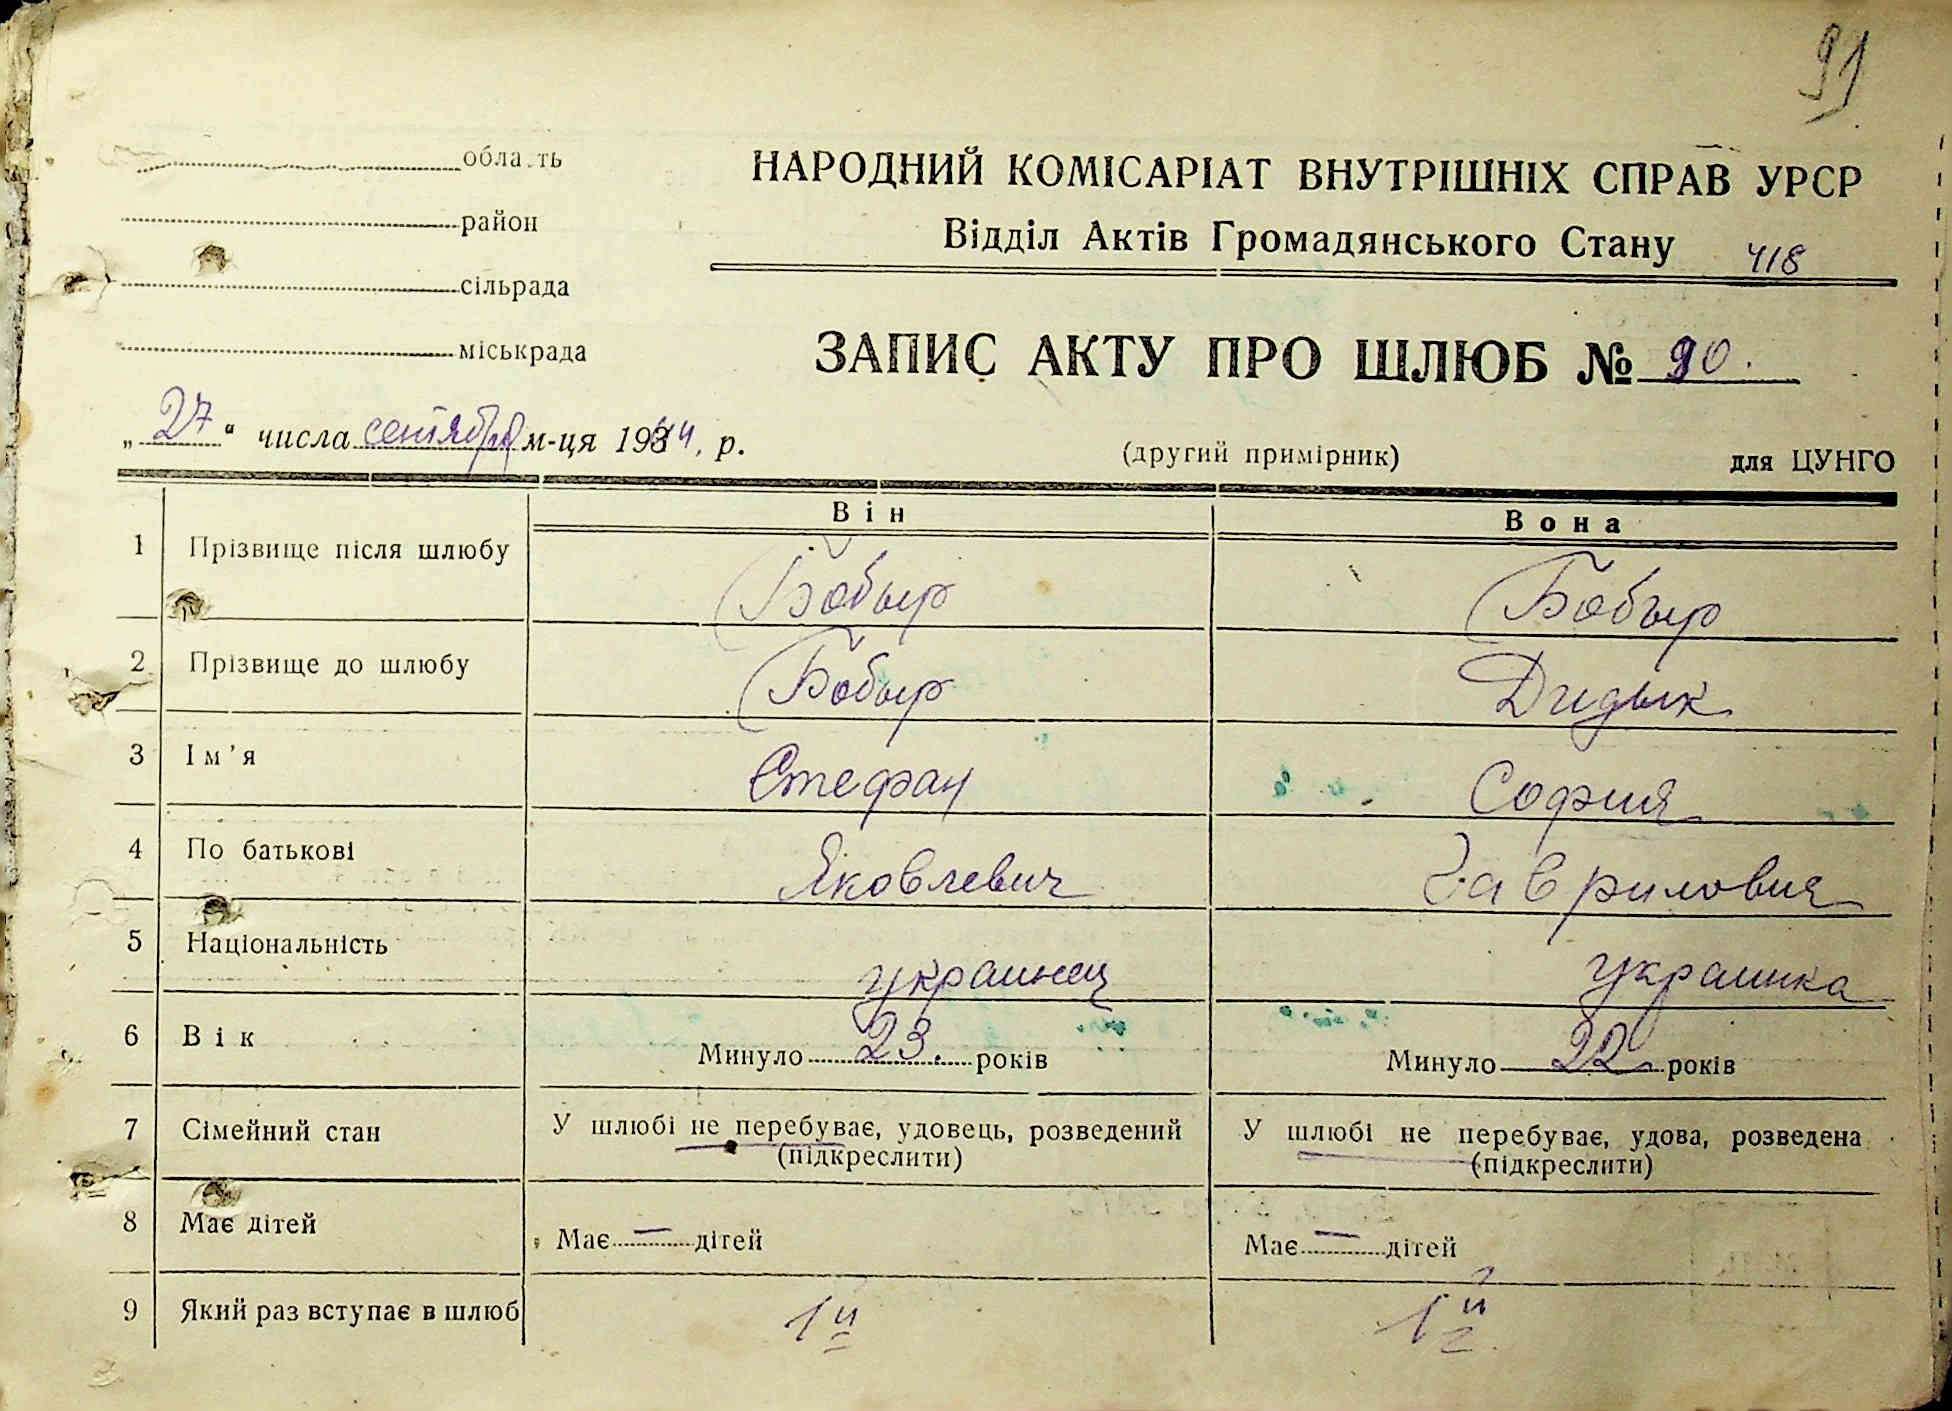 91
область
НАРОДНИЙ КОМІСАРІАТ ВНУТРІШНІХ СПРАВ УРСР
район
Відділ Актів Громадянського Стану 418
сільрада
міськрада
ЗАПИС АКТУ ПРО ШЛЮБ № 90.
„27“ числа сентября м-ця 1944, р.
(другий примірник) для ЦУНГО
Він Вона
1 Прізвище після шлюбу Бобыр Бобыр
2 Прізвище до шлюбу Бобыр Дидык
3 Ім'я Стефан София
4 По батькові Яковлевич Гаврилович
5 Національність украинец украинка
6 Вік Минуло 23. років Минуло 22 років
7 Сімейний стан У шлюбі не перебуває, удовець, розведений У шлюбі не перебуває, удова, розведена
(підкреслити) (підкреслити)
8 Має дітей Має — дітей Має — дітей
9 Який раз вступає в шлюб 1й 1й